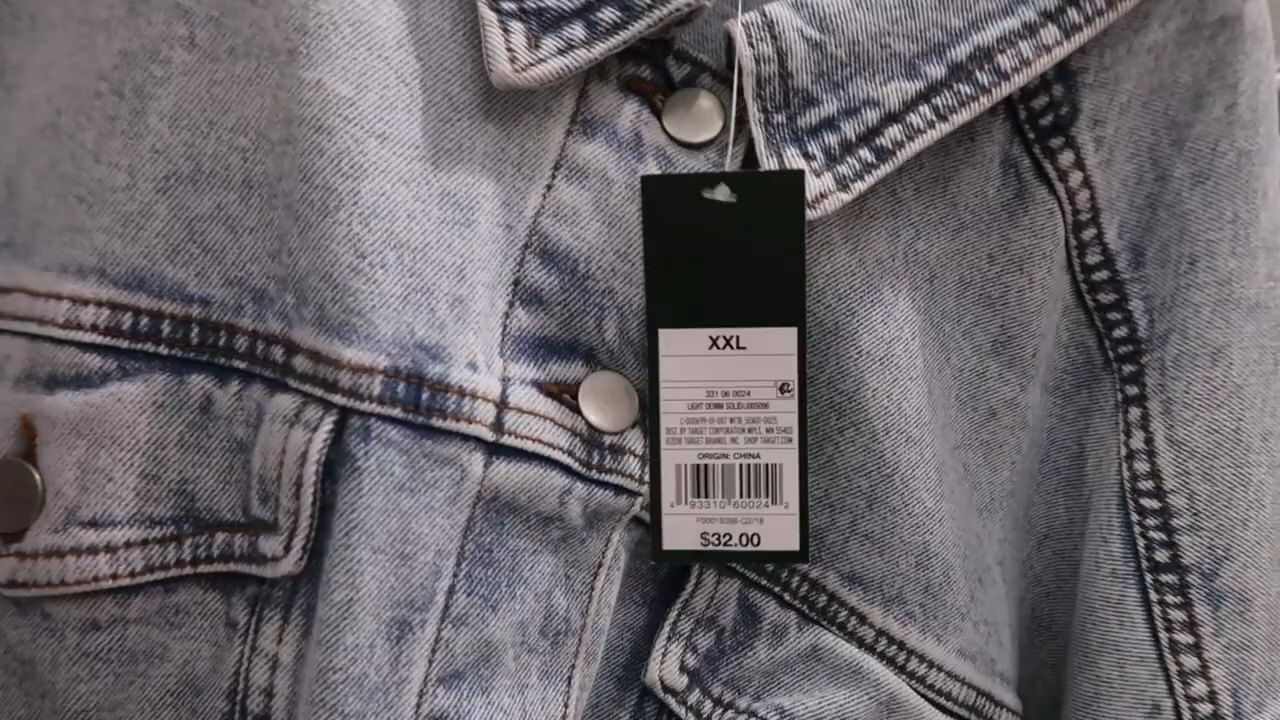 XXL
331 06 0024
LIGHT DENIM SOLID/
DIST. BY TARGET CORPORATION MPLS, MN 55403
©2018 TARGET BRANDS, INC. SHOP TARGET.COM
ORIGIN: CHINA
4 93310 60024 2
$32.00